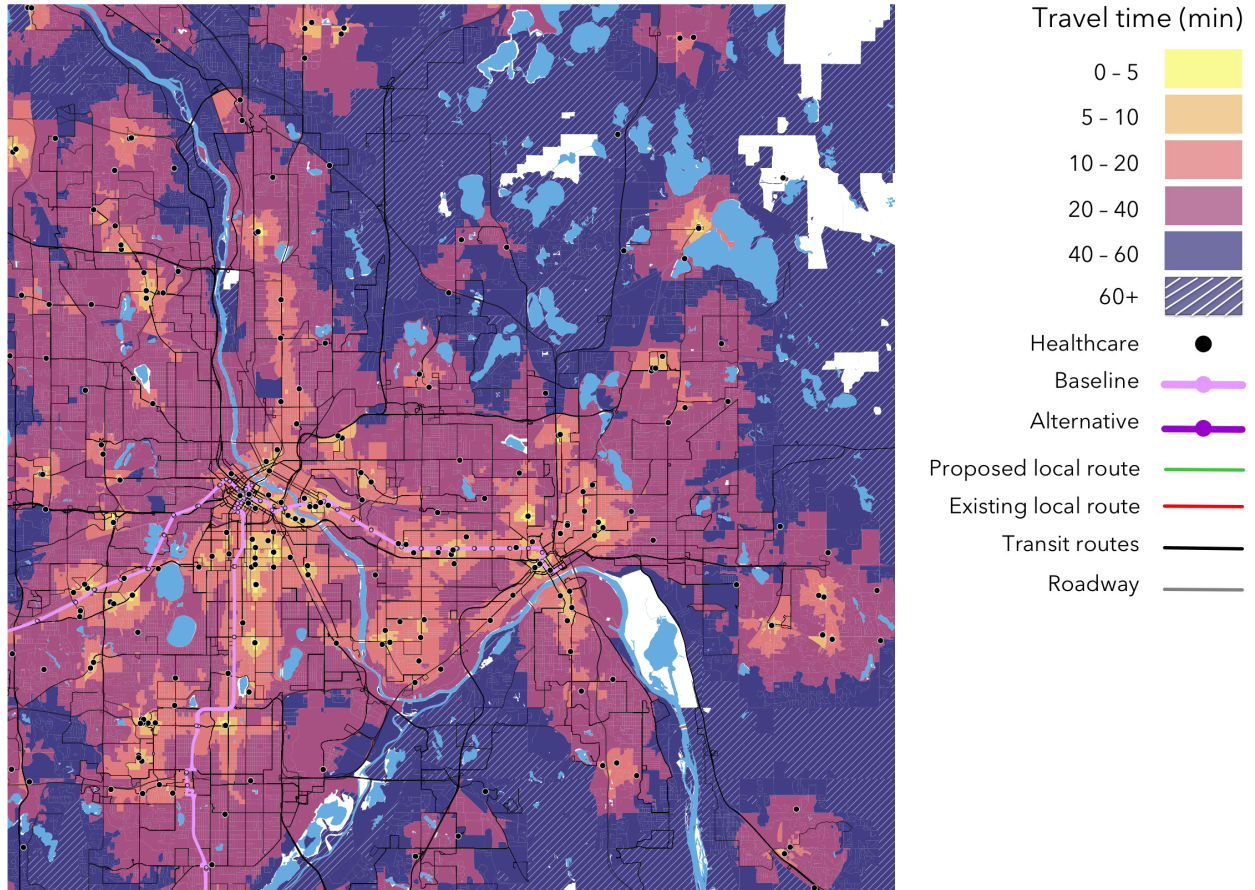 Travel time (min)
0 – 5
5 – 10
10 – 20
20 – 40
40 – 60
60+
Healthcare
Baseline
Alternative
Proposed local route
Existing local route
Transit routes
Roadway